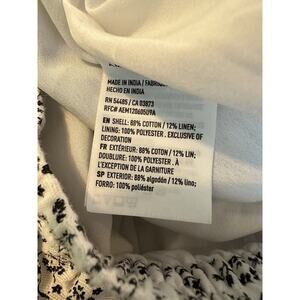 MADE IN INDIA / FABRIQUÉ
HECHO EN INDIA
RN 54485 / CA 03873
RFC# AEM1206050Y9A
EN SHELL: 88% COTTON / 12% LINEN;
LINING: 100% POLYESTER . EXCLUSIVE OF
DECORATION
FR EXTÉRIEUR: 88% COTON / 12% LIN;
DOUBLURE: 100% POLYESTER . À
L'EXCEPTION DE LA GARNITURE
SP EXTERIOR: 88% algodón / 12% lino;
FORRO: 100% poliéster